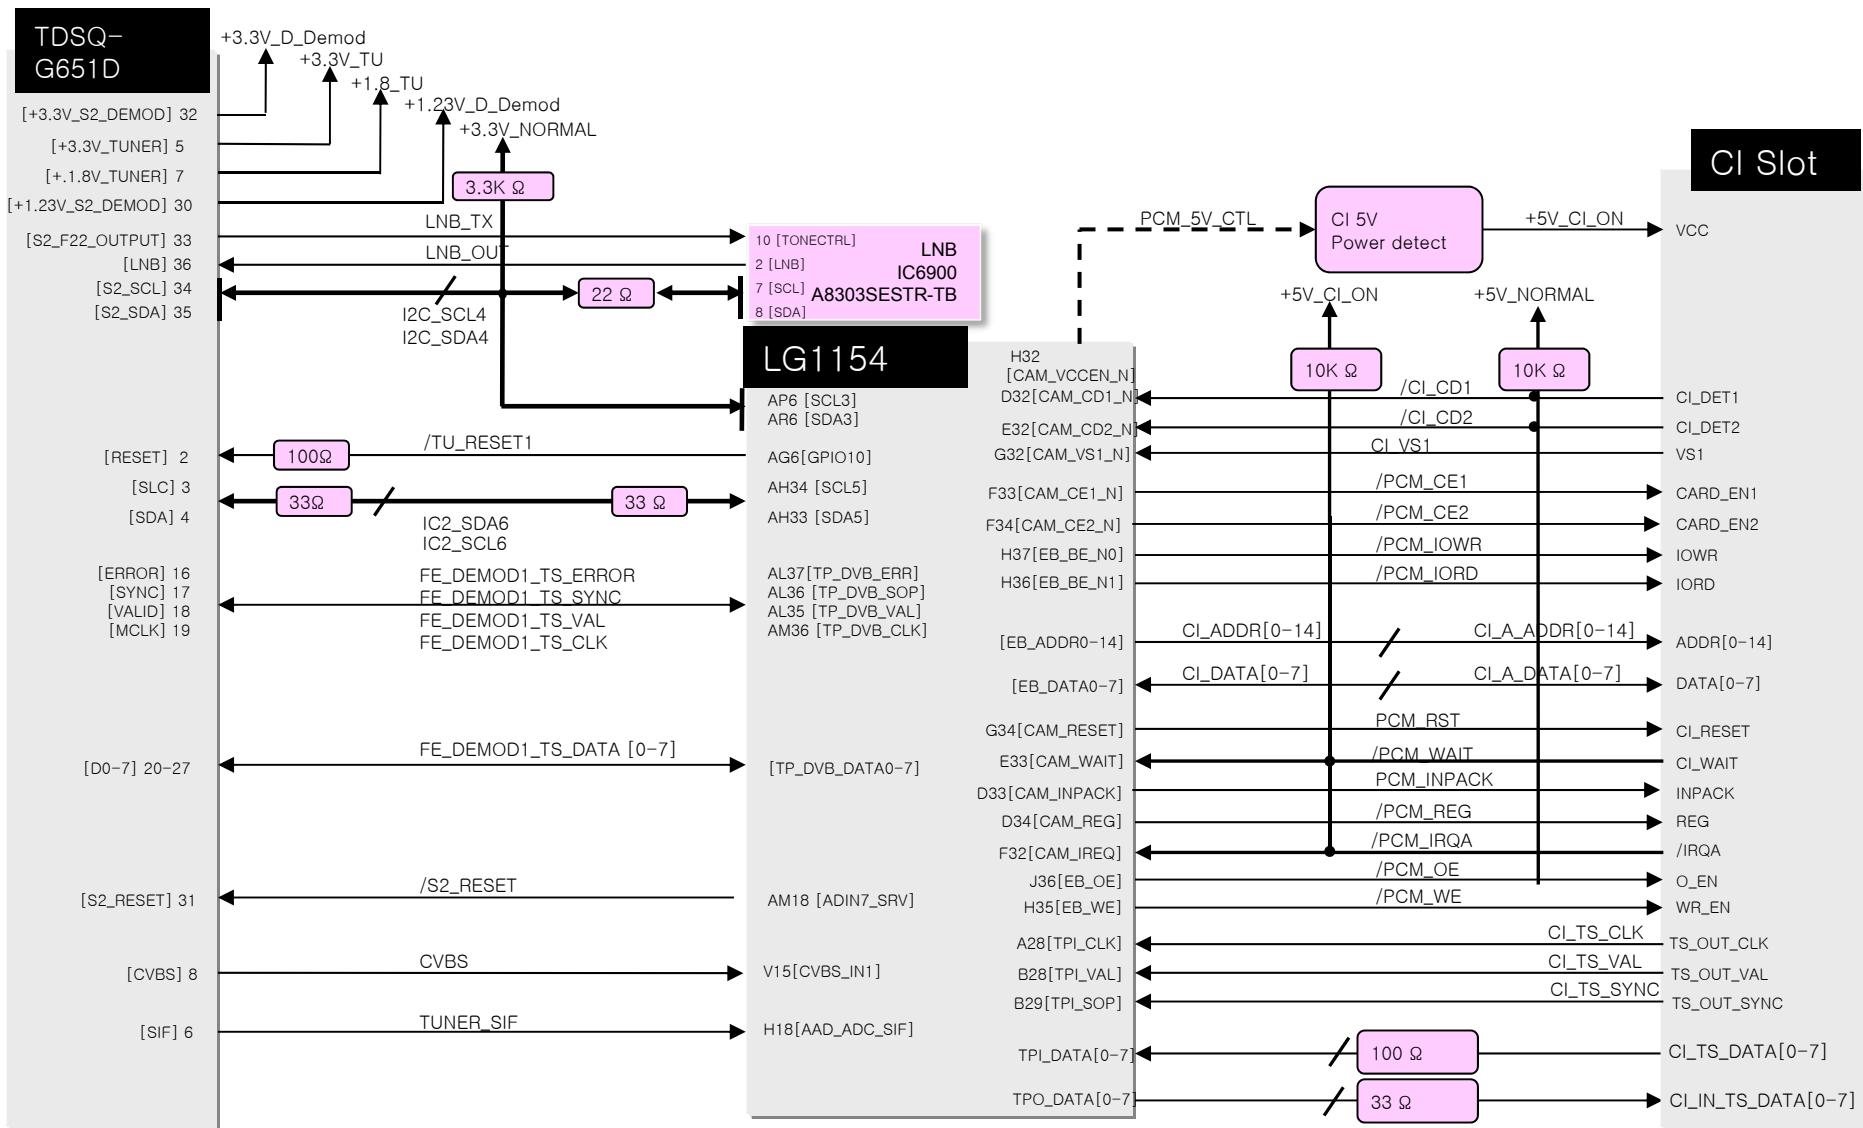 TDSQ-
G651D
+3.3V_D_Demod
+3.3V_TU
+1.8_TU
+1.23V_D_Demod
+3.3V_NORMAL
[+3.3V_S2_DEMOD] 32
[+3.3V_TUNER] 5
[+.1.8V_TUNER] 7
[+1.23V_S2_DEMOD] 30
[S2_F22_OUTPUT] 33
[LNB] 36
[S2_SCL] 34
[S2_SDA] 35
[RESET] 2
[SLC] 3
[SDA] 4
[ERROR] 16
[SYNC] 17
[VALID] 18
[MCLK] 19
[D0-7] 20-27
[S2_RESET] 31
[CVBS] 8
[SIF] 6
3.3K Ω
LNB_TX
LNB_OUT
22 Ω
I2C_SCL4
I2C_SDA4
/TU_RESET1
100Ω
33Ω
33 Ω
IC2_SDA6
IC2_SCL6
FE_DEMOD1_TS_ERROR
FE_DEMOD1_TS_SYNC
FE_DEMOD1_TS_VAL
FE_DEMOD1_TS_CLK
FE_DEMOD1_TS_DATA [0-7]
/S2_RESET
CVBS
TUNER_SIF
10 [TONECTRL]
2 [LNB]
7 [SCL]
8 [SDA]
LNB
IC6900
A8303SESTR-TB
LG1154
AP6 [SCL3]
AR6 [SDA3]
AG6[GPIO10]
AH34 [SCL5]
AH33 [SDA5]
AL37[TP_DVB_ERR]
AL36 [TP_DVB_SOP]
AL35 [TP_DVB_VAL]
AM36 [TP_DVB_CLK]
[TP_DVB_DATA0-7]
AM18 [ADIN7_SRV]
V15[CVBS_IN1]
H18[AAD_ADC_SIF]
H32
[CAM_VCCEN_N]
D32[CAM_CD1_N]
E32[CAM_CD2_N]
G32[CAM_VS1_N]
F33[CAM_CE1_N]
F34[CAM_CE2_N]
H37[EB_BE_N0]
H36[EB_BE_N1]
[EB_ADDR0-14]
[EB_DATA0-7]
G34[CAM_RESET]
E33[CAM_WAIT]
D33[CAM_INPACK]
D34[CAM_REG]
F32[CAM_IREQ]
J36[EB_OE]
H35[EB_WE]
A28[TPI_CLK]
B28[TPI_VAL]
B29[TPI_SOP]
TPI_DATA[0-7]
TPO_DATA[0-7]
PCM_5V_CTL
CI 5V
Power detect
+5V_CI_ON
+5V_CI_ON
+5V_NORMAL
10K Ω
10K Ω
/CI_CD1
/CI_CD2
CI_VS1
/PCM_CE1
/PCM_CE2
/PCM_IOWR
/PCM_IORD
CI_ADDR[0-14]
CI_A_ADDR[0-14]
CI_DATA[0-7]
CI_A_DATA[0-7]
PCM_RST
/PCM_WAIT
PCM_INPACK
/PCM_REG
/PCM_IRQA
/PCM_OE
/PCM_WE
CI_TS_CLK
CI_TS_VAL
CI_TS_SYNC
100 Ω
33 Ω
CI Slot
VCC
CI_DET1
CI_DET2
VS1
CARD_EN1
CARD_EN2
IOWR
IORD
ADDR[0-14]
DATA[0-7]
CI_RESET
CI_WAIT
INPACK
REG
/IRQA
O_EN
WR_EN
TS_OUT_CLK
TS_OUT_VAL
TS_OUT_SYNC
CI_TS_DATA[0-7]
CI_IN_TS_DATA[0-7]